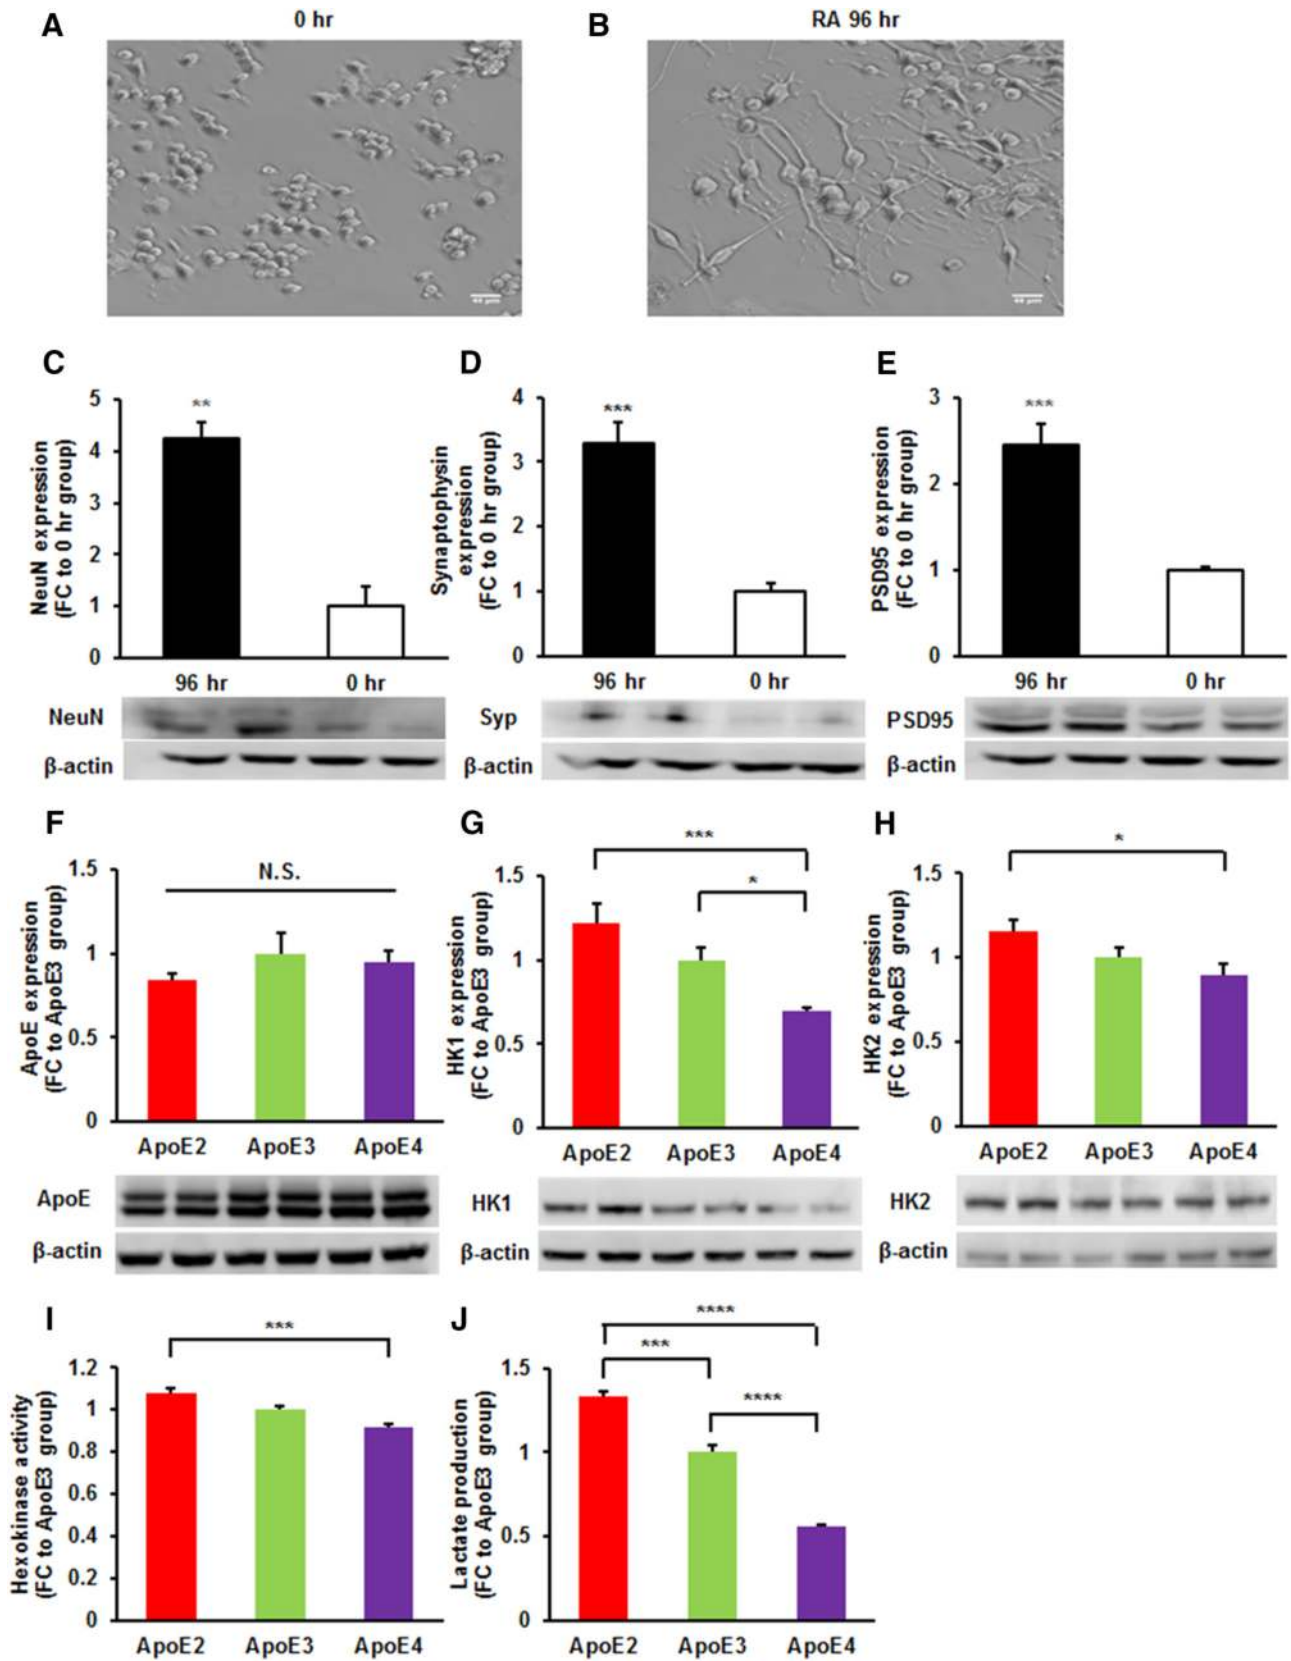 A
0 hr
B
RA 96 hr
C
D
E
NeuN expression
(FC to 0 hr group)
5
4
3
2
1
0
**
96 hr
0 hr
Synaptophysin
expression
(FC to 0 hr group)
4
3
2
1
0
***
96 hr
0 hr
PSD95 expression
(FC to 0 hr group)
3
2
1
0
***
96 hr
0 hr
NeuN
β-actin
Syp
β-actin
PSD95
β-actin
F
G
H
ApoE expression
(FC to ApoE3 group)
1.5
1
0.5
0
N.S.
ApoE2
ApoE3
ApoE4
HK1 expression
(FC to ApoE3 group)
1.5
1
0.5
0
***
*
ApoE2
ApoE3
ApoE4
HK2 expression
(FC to ApoE3 group)
1.5
1
0.5
0
*
ApoE2
ApoE3
ApoE4
ApoE
β-actin
HK1
β-actin
HK2
β-actin
I
J
Hexokinase activity
(FC to ApoE3 group)
1.2
1
0.8
0.6
0.4
0.2
0
***
ApoE2
ApoE3
ApoE4
Lactate production
(FC to ApoE3 group)
1.5
1
0.5
0
****
***
****
ApoE2
ApoE3
ApoE4